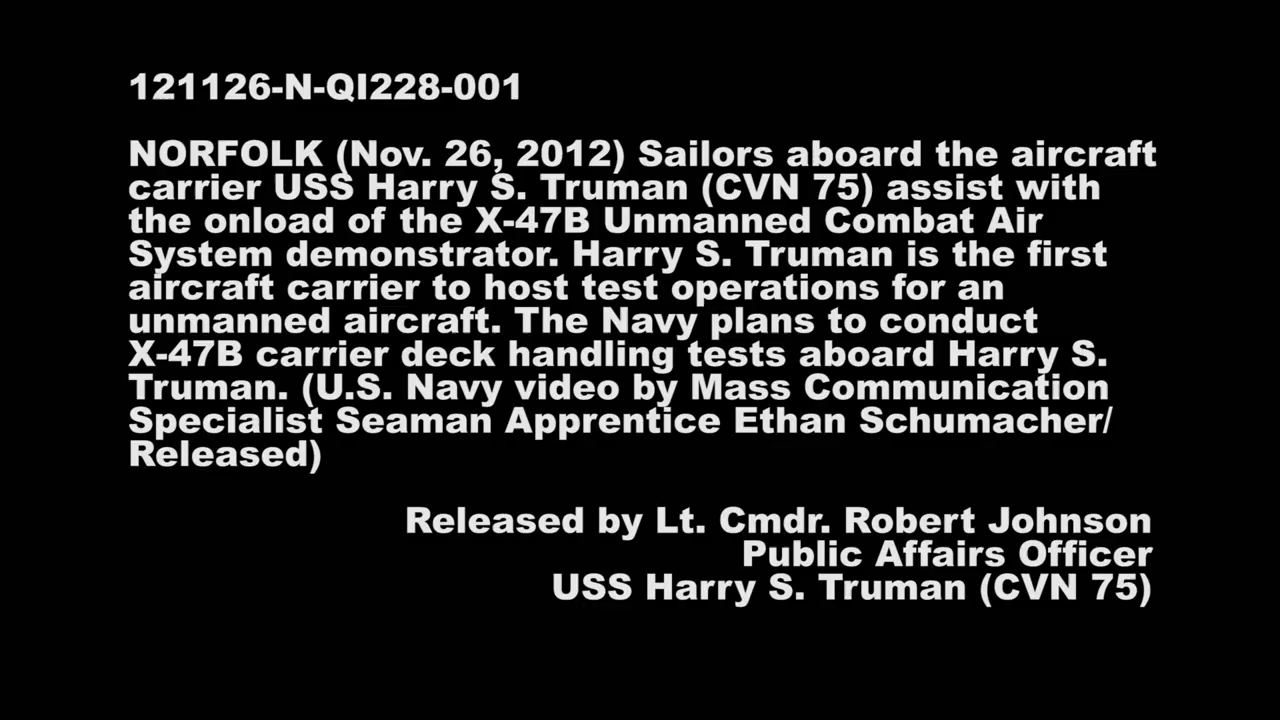 121126-N-QI228-001
NORFOLK (Nov. 26, 2012) Sailors aboard the aircraft
carrier USS Harry S. Truman (CVN 75) assist with
the onload of the X-47B Unmanned Combat Air
System demonstrator. Harry S. Truman is the first
aircraft carrier to host test operations for an
unmanned aircraft. The Navy plans to conduct
X-47B carrier deck handling tests aboard Harry S.
Truman. (U.S. Navy video by Mass Communication
Specialist Seaman Apprentice Ethan Schumacher/
Released)
Released by Lt. Cmdr. Robert Johnson
Public Affairs Officer
USS Harry S. Truman (CVN 75)